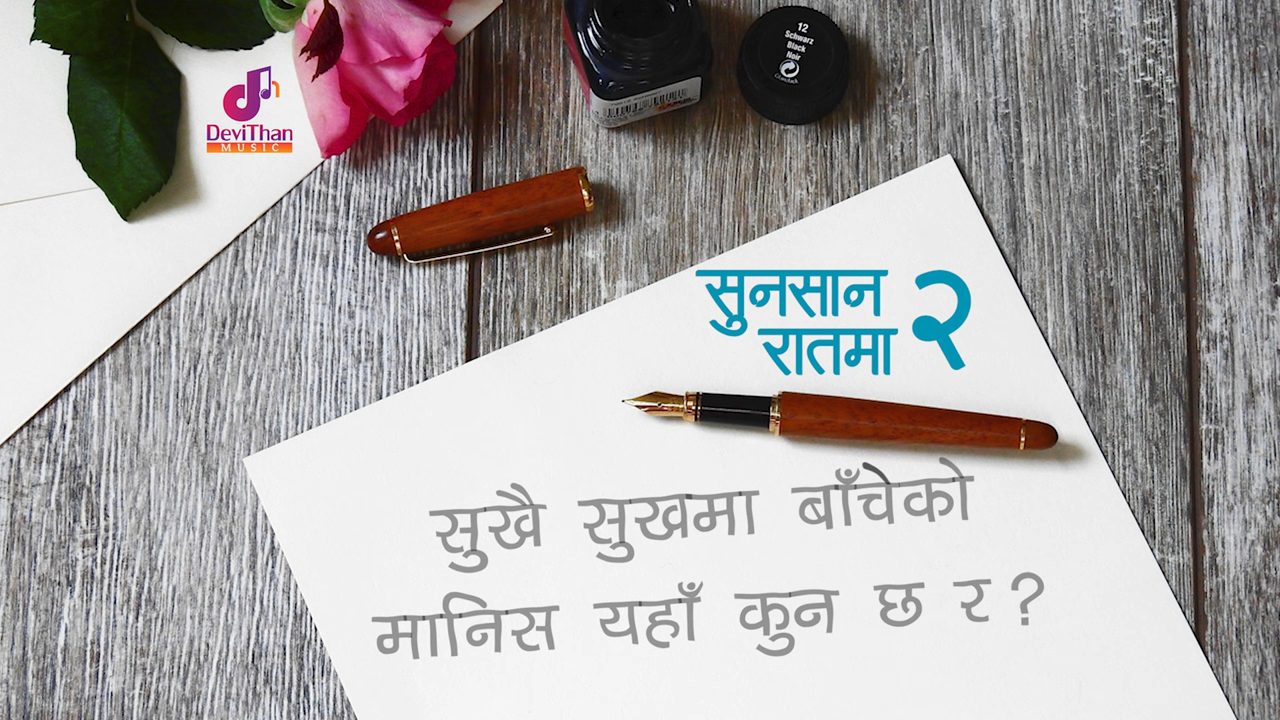 DeviThan
MUSIC
12
Schwarz
Black
Noir
सुनसान
रातमा २
सुखै सुखमा बाँचेको
मानिस यहाँ कुन छ र ?